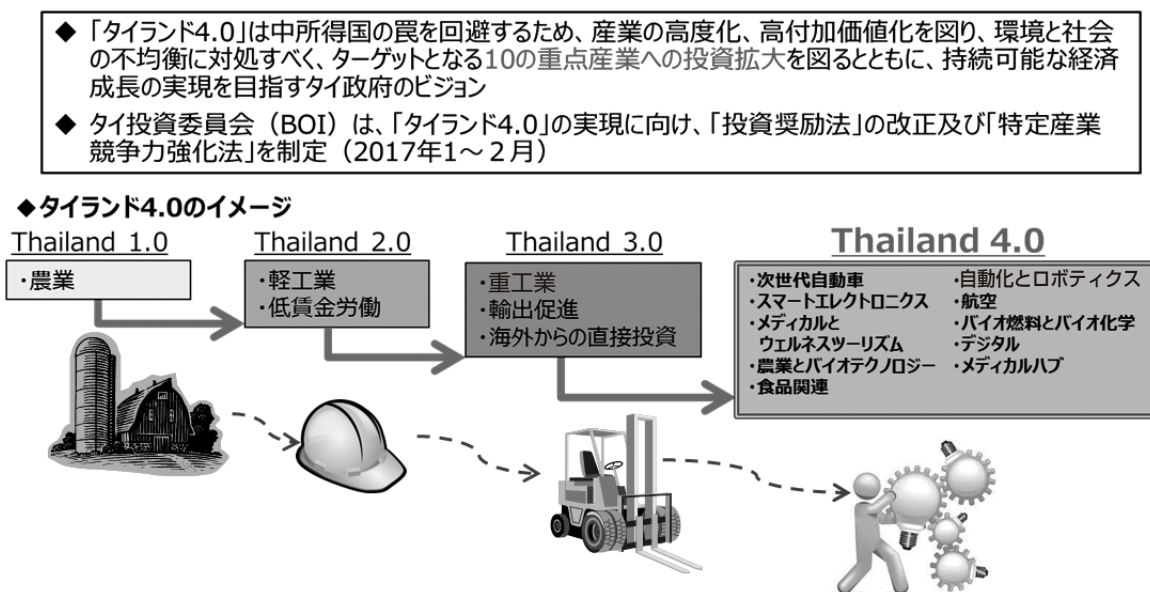 ◆ 「タイランド4.0」は中所得国の罠を回避するため、産業の高度化、高付加価値化を図り、環境と社会
の不均衡に対処すべく、ターゲットとなる10の重点産業への投資拡大を図るとともに、持続可能な経済
成長の実現を目指すタイ政府のビジョン
◆ タイ投資委員会（BOI）は、「タイランド4.0」の実現に向け、「投資奨励法」の改正及び「特定産業
競争力強化法」を制定（2017年1～２月）
◆タイランド4.0のイメージ
Thailand 1.0
・農業
Thailand 2.0
・軽工業
・低賃金労働
Thailand 3.0
・重工業
・輸出促進
・海外からの直接投資
Thailand 4.0
・次世代自動車
・スマートエレクトロニクス
・メディカルと
ウェルネスツーリズム
・農業とバイオテクノロジー
・食品関連
・自動化とロボティクス
・航空
・バイオ燃料とバイオ化学
・デジタル
・メディカルハブ